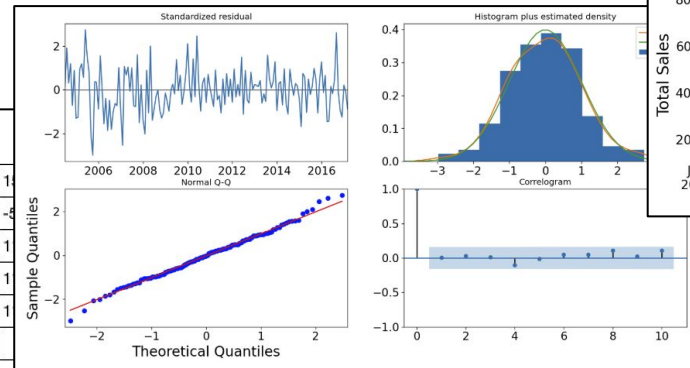 Standardized residual
2
0
−2
2006 2008 2010 2012 2014 2016
Histogram plus estimated density
0.4
0.3
0.2
0.1
0.0
−3 −2 −1 0 1 2
Normal Q-Q
Sample Quantiles
2
0
−2
−2 −1 0 1 2
Theoretical Quantiles
Correlogram
1.0
0.5
0.0
−0.5
−1.0
0 2 4 6 8 10
Total Sales
60
40
20